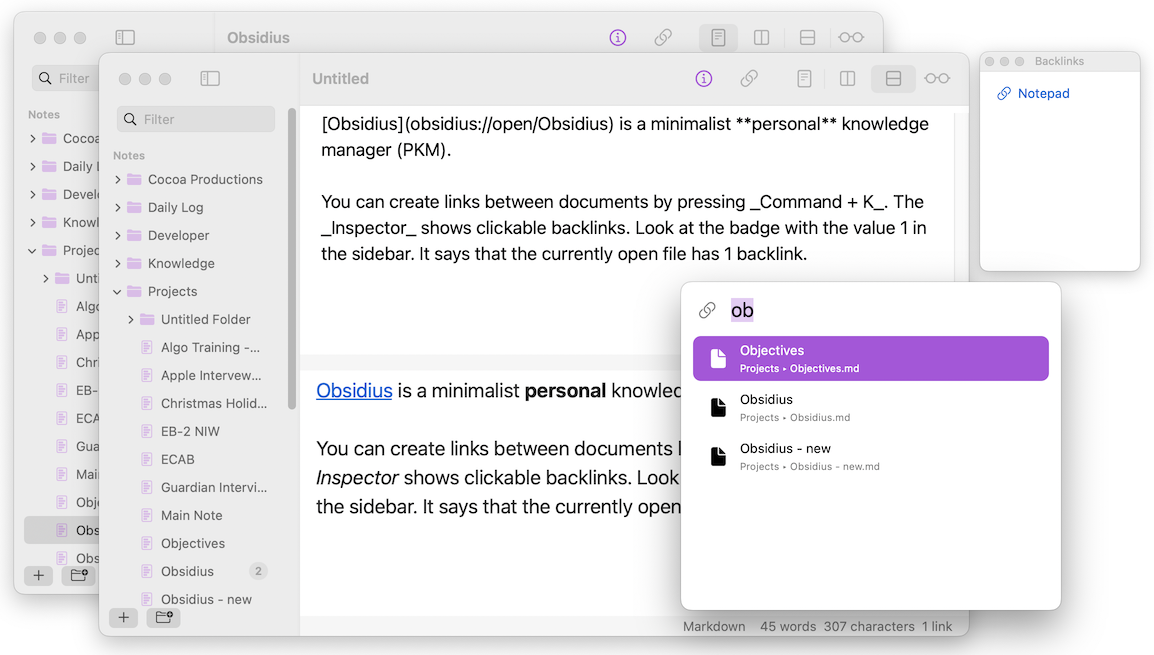 Obsidius
Filter
Notes
Cocoa
Daily L
Develo
Knowl
Projec
Unti
Algo
App
Chri
EB-
ECA
Gua
Mai
Obje
Obs
Obs
Untitled
Filter
Notes
Cocoa Productions
Daily Log
Developer
Knowledge
Projects
Untitled Folder
Algo Training -...
Apple Intervew...
Christmas Holid...
EB-2 NIW
ECAB
Guardian Intervi...
Main Note
Objectives
Obsidius 2
Obsidius - new
[Obsidius](obsidius://open/Obsidius) is a minimalist **personal** knowledge
manager (PKM).
You can create links between documents by pressing _Command + K_. The
_Inspector_ shows clickable backlinks. Look at the badge with the value 1 in
the sidebar. It says that the currently open file has 1 backlink.
Obsidius is a minimalist personal knowled
You can create links between documents b
Inspector shows clickable backlinks. Look
the sidebar. It says that the currently open
Markdown 45 words 307 characters 1 link
ob
Objectives
Projects ▸ Objectives.md
Obsidius
Projects ▸ Obsidius.md
Obsidius - new
Projects ▸ Obsidius - new.md
Backlinks
Notepad